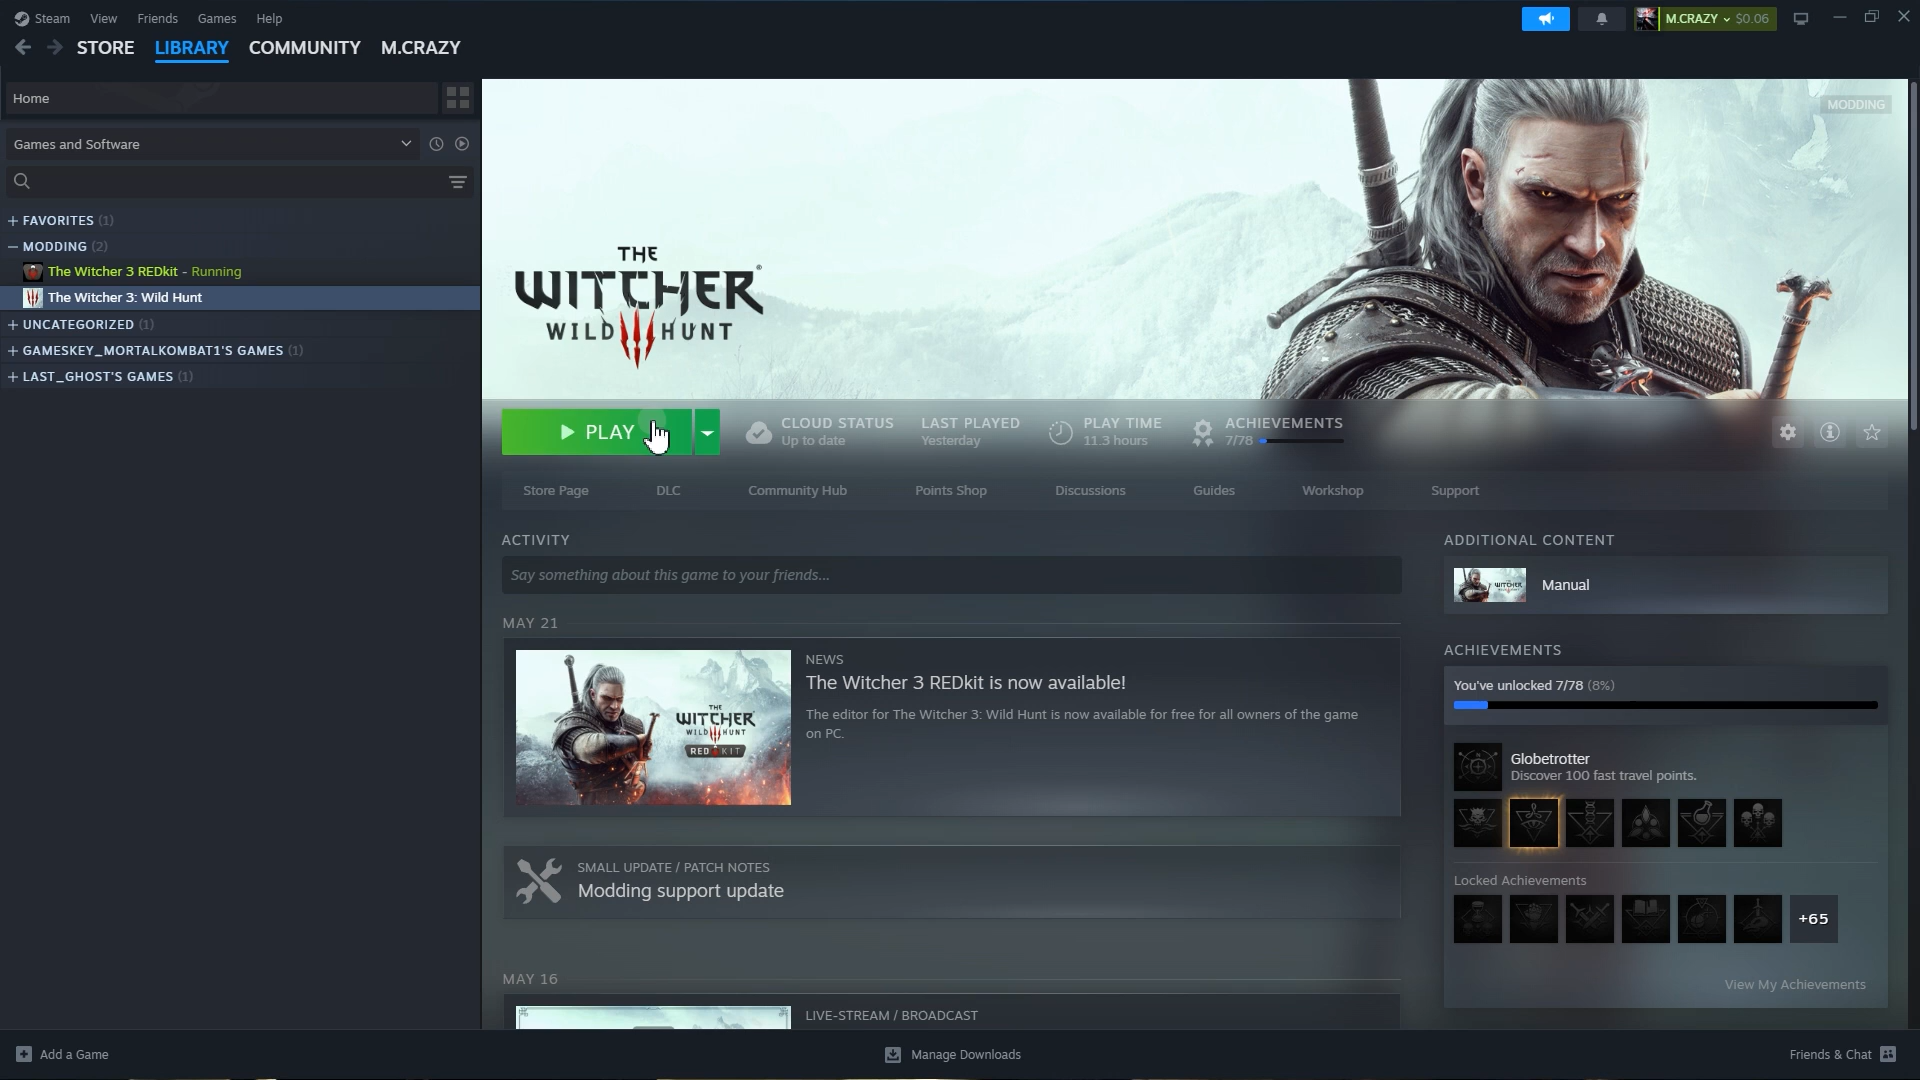 Steam View Friends Games Help
M.CRAZY $0.06
STORE LIBRARY COMMUNITY M.CRAZY
Home
Games and Software
+ FAVORITES (1)
− MODDING (2)
The Witcher 3 REDkit - Running
The Witcher 3: Wild Hunt
+ UNCATEGORIZED (1)
+ GAMESKEY_MORTALKOMBAT1'S GAMES (1)
+ LAST_GHOST'S GAMES (1)
MODDING
THE
WITCHER®
WILD HUNT
PLAY
CLOUD STATUS
Up to date
LAST PLAYED
Yesterday
PLAY TIME
11.3 hours
ACHIEVEMENTS
7/78
Store Page DLC Community Hub Points Shop Discussions Guides Workshop Support
ACTIVITY
Say something about this game to your friends...
MAY 21
THE
WITCHER
WILD HUNT
REDKIT
NEWS
The Witcher 3 REDkit is now available!
The editor for The Witcher 3: Wild Hunt is now available for free for all owners of the game
on PC.
SMALL UPDATE / PATCH NOTES
Modding support update
MAY 16
LIVE-STREAM / BROADCAST
ADDITIONAL CONTENT
WITCHER
Manual
ACHIEVEMENTS
You've unlocked 7/78 (8%)
Globetrotter
Discover 100 fast travel points.
Locked Achievements
+65
View My Achievements
Add a Game
Manage Downloads
Friends & Chat